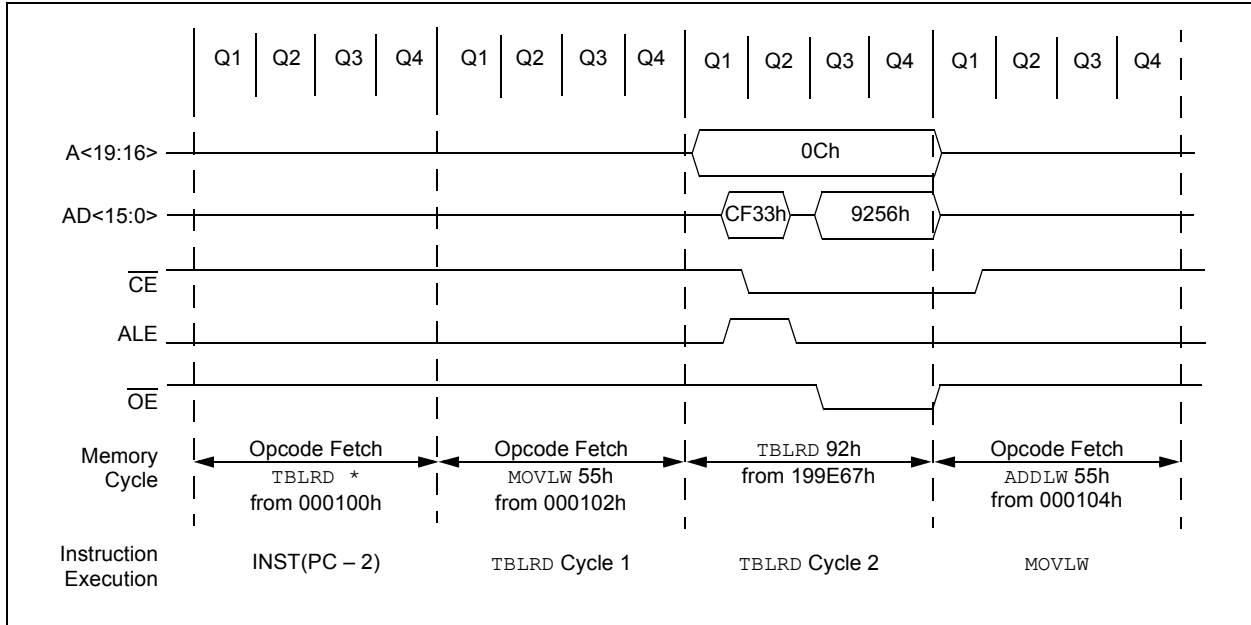 Q1 Q2 Q3 Q4 Q1 Q2 Q3 Q4 Q1 Q2 Q3 Q4 Q1 Q2 Q3 Q4
A<19:16> 0Ch
AD<15:0> CF33h 9256h
CE
ALE
OE
Memory Cycle
Opcode Fetch
TBLRD *
from 000100h
Opcode Fetch
MOVLW 55h
from 000102h
TBLRD 92h
from 199E67h
Opcode Fetch
ADDLW 55h
from 000104h
Instruction
Execution
INST(PC – 2) TBLRD Cycle 1 TBLRD Cycle 2 MOVLW